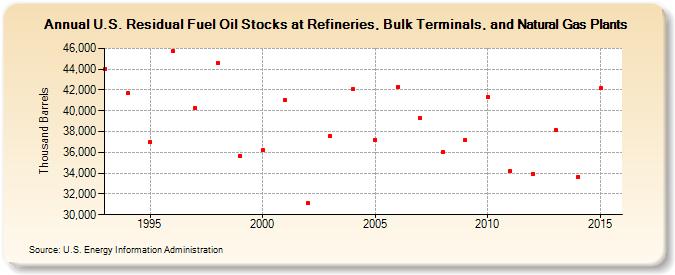 Annual U.S. Residual Fuel Oil Stocks at Refineries, Bulk Terminals, and Natural Gas Plants
Thousand Barrels
46,000
44,000
42,000
40,000
38,000
36,000
34,000
32,000
30,000
1995 2000 2005 2010 2015
Source: U.S. Energy Information Administration